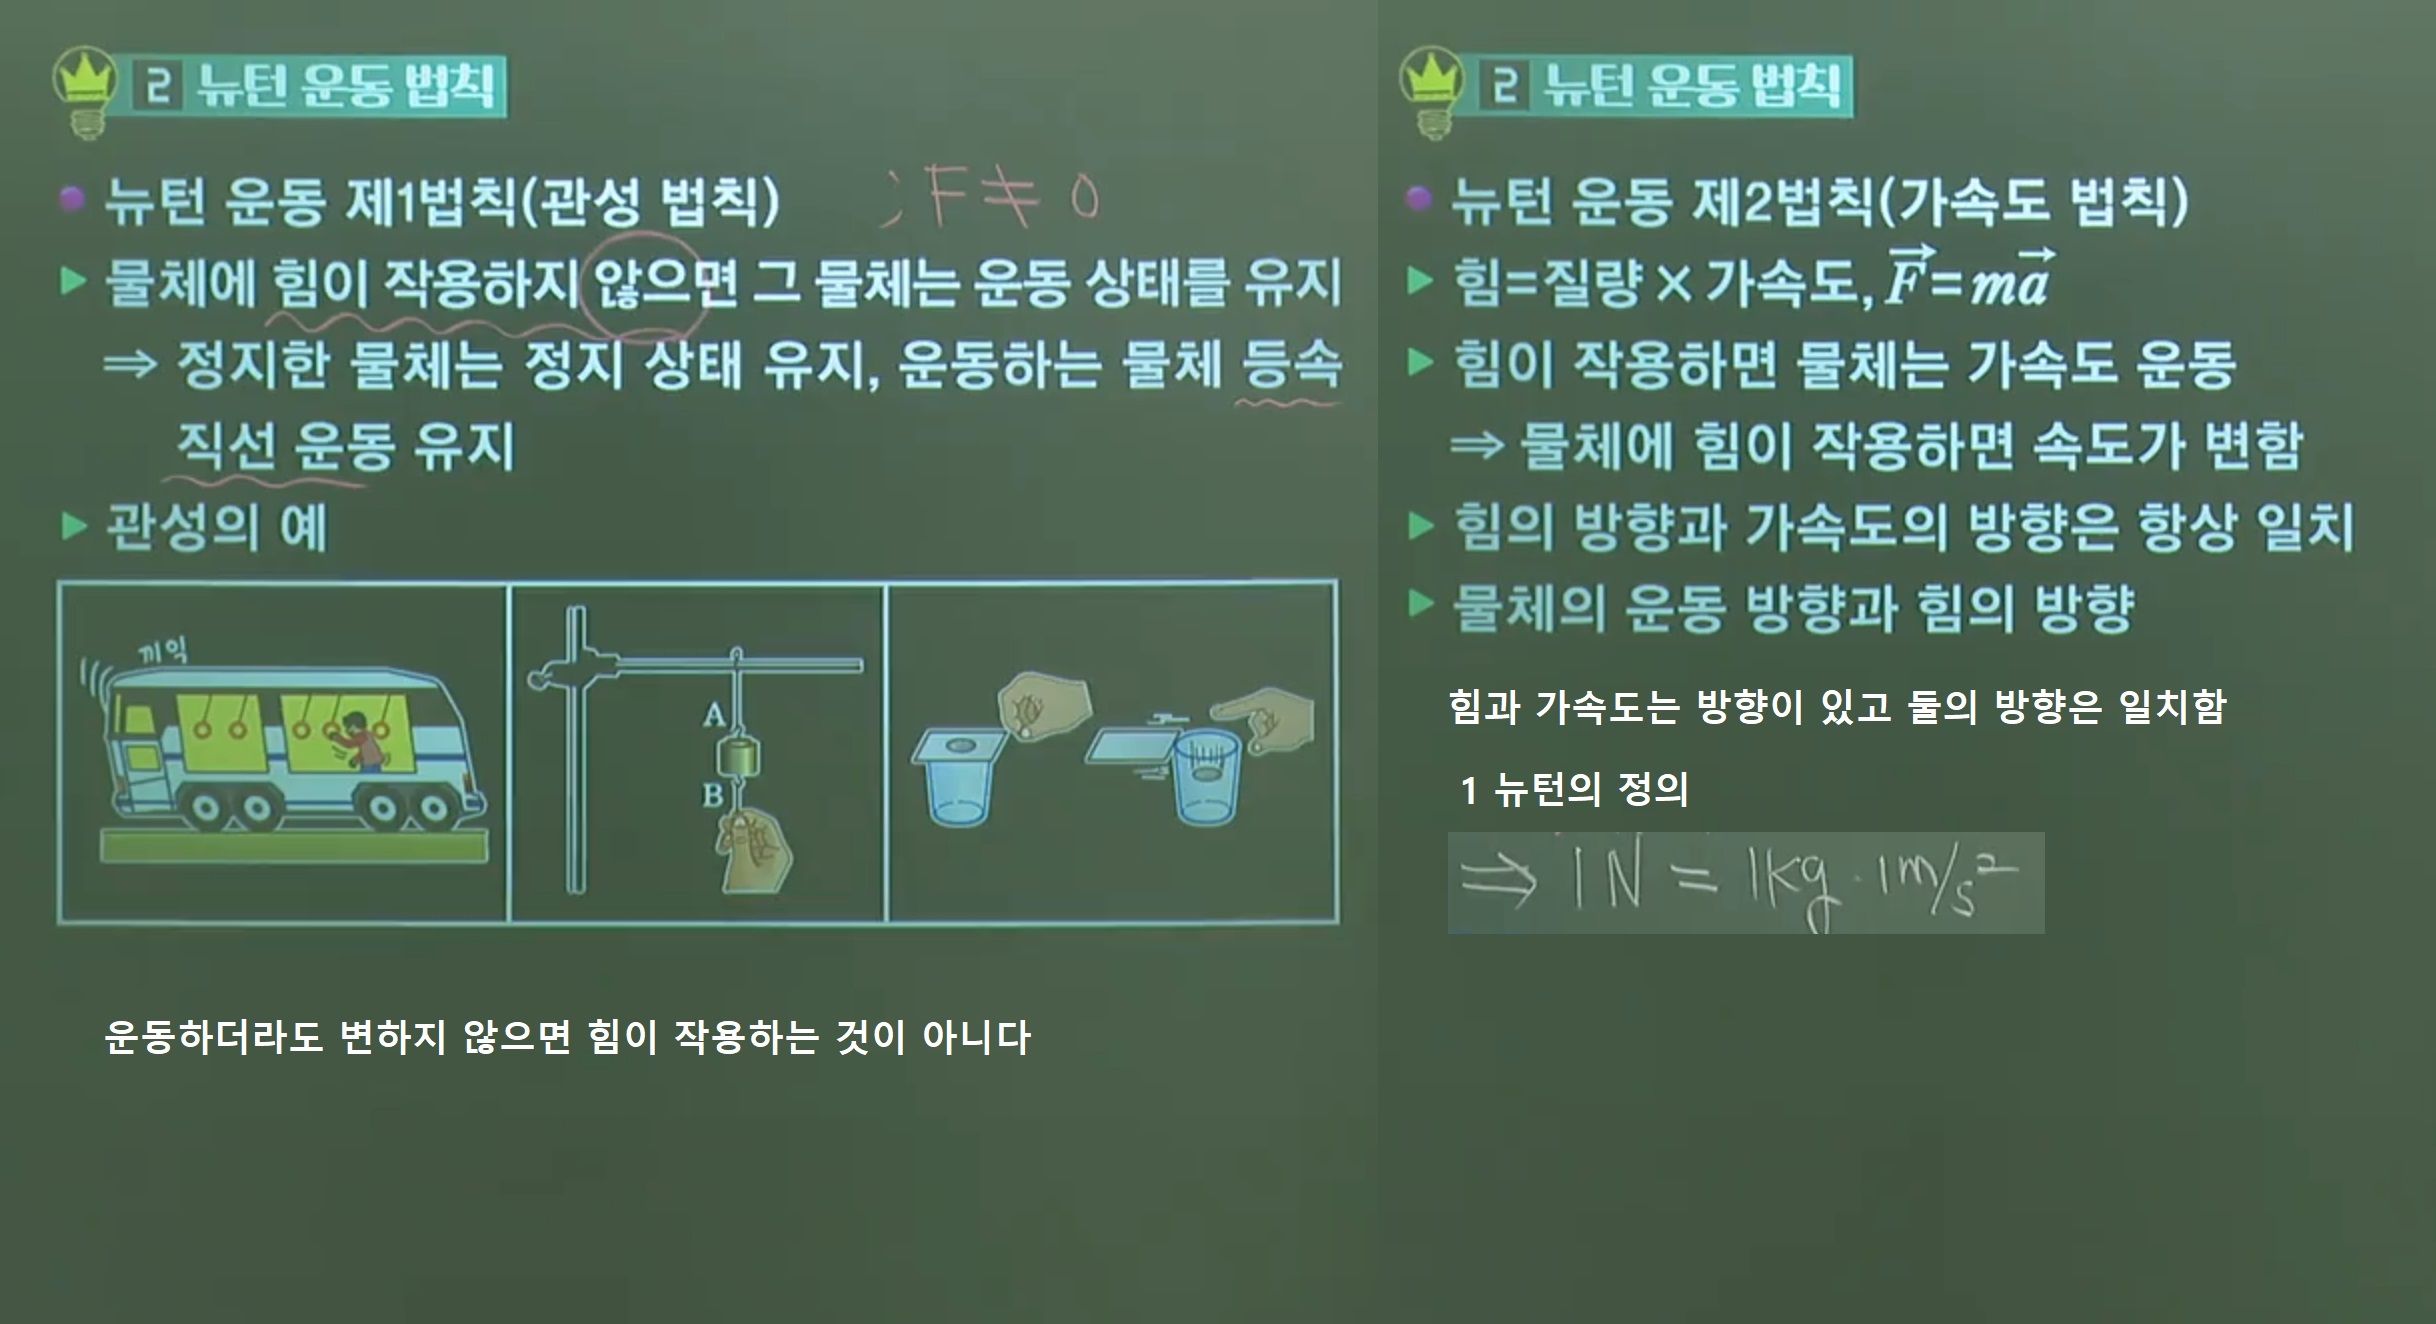 2 뉴턴 운동 법칙
뉴턴 운동 제1법칙(관성 법칙) ; F ≠ 0
물체에 힘이 작용하지 않으면 그 물체는 운동 상태를 유지
⇒ 정지한 물체는 정지 상태 유지, 운동하는 물체 등속
직선 운동 유지
관성의 예
끼익
A
B
운동하더라도 변하지 않으면 힘이 작용하는 것이 아니다
2 뉴턴 운동 법칙
뉴턴 운동 제2법칙(가속도 법칙)
힘=질량×가속도, F⃗=ma⃗
힘이 작용하면 물체는 가속도 운동
⇒ 물체에 힘이 작용하면 속도가 변함
힘의 방향과 가속도의 방향은 항상 일치
물체의 운동 방향과 힘의 방향
힘과 가속도는 방향이 있고 둘의 방향은 일치함
1 뉴턴의 정의
⇒ 1N = 1kg·1m/s²